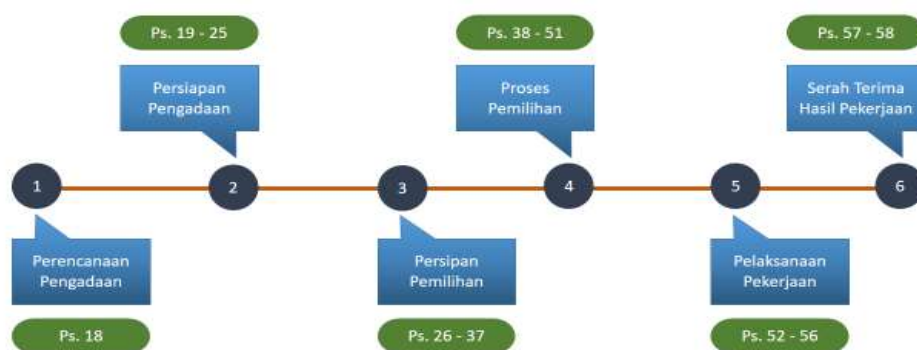 Ps. 19 - 25
Ps. 38 - 51
Ps. 57 - 58
Persiapan
Pengadaan
Proses
Pemilihan
Serah Terima
Hasil Pekerjaan
1
2
3
4
5
6
Perencanaan
Pengadaan
Persipan
Pemilihan
Pelaksanaan
Pekerjaan
Ps. 18
Ps. 26 - 37
Ps. 52 - 56